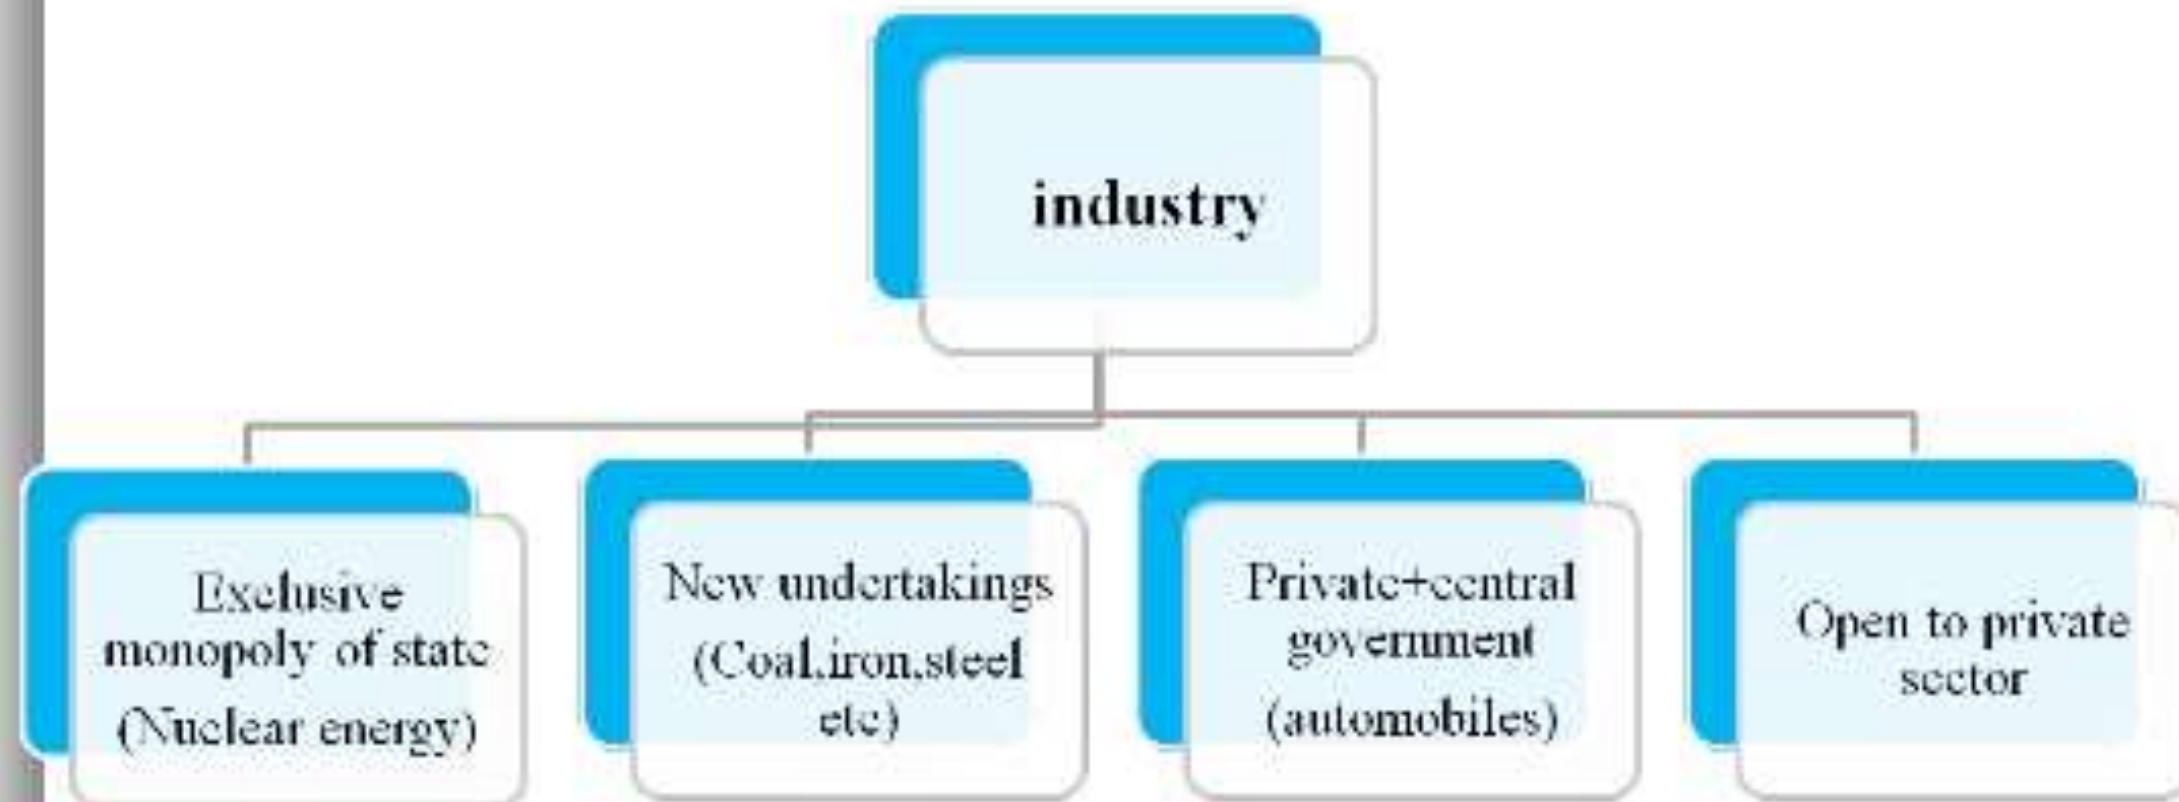 industry
Exclusive
monopoly of state
(Nuclear energy)
New undertakings
(Coal,iron,steel
etc)
Private+central
government
(automobiles)
Open to private
sector